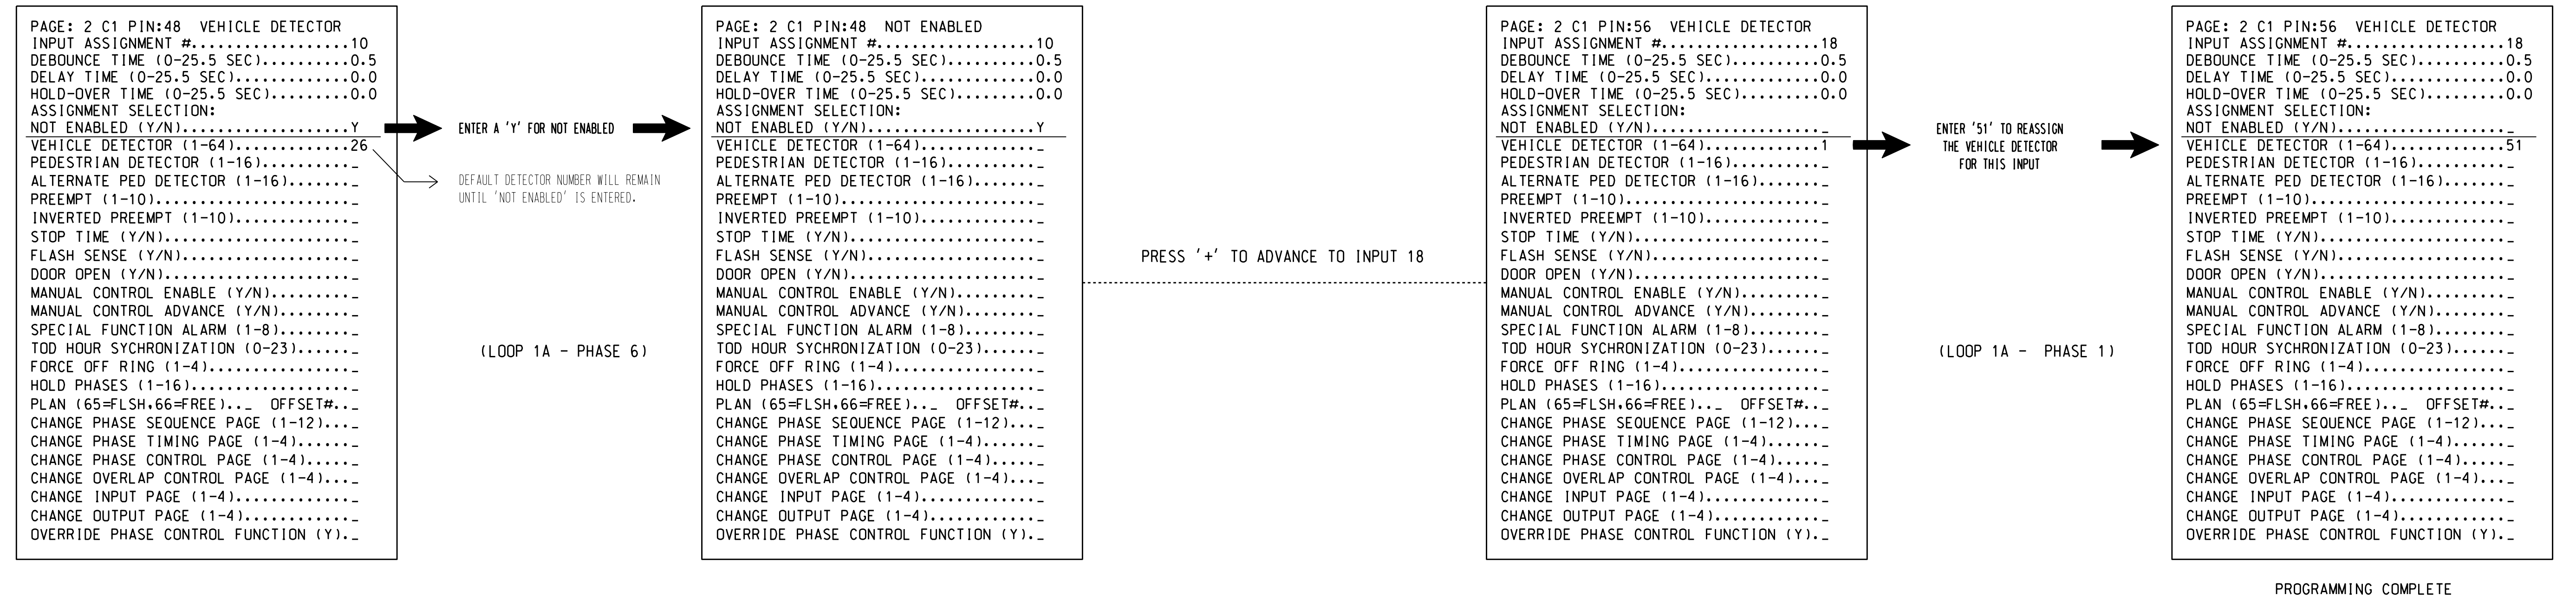 PAGE: 2 C1 PIN:48  VEHICLE DETECTOR
INPUT ASSIGNMENT #...................10
DEBOUNCE TIME (0-25.5 SEC)..........0.5
DELAY TIME (0-25.5 SEC).............0.0
HOLD-OVER TIME (0-25.5 SEC).........0.0
ASSIGNMENT SELECTION:
NOT ENABLED (Y/N)....................Y
VEHICLE DETECTOR (1-64)..............26
PEDESTRIAN DETECTOR (1-16)..........._
ALTERNATE PED DETECTOR (1-16)......._
PREEMPT (1-10)......................._
INVERTED PREEMPT (1-10).............._
STOP TIME (Y/N)......................_
FLASH SENSE (Y/N)...................._
DOOR OPEN (Y/N)......................_
MANUAL CONTROL ENABLE (Y/N)........._
MANUAL CONTROL ADVANCE (Y/N)........_
SPECIAL FUNCTION ALARM (1-8)........_
TOD HOUR SYCHRONIZATION (0-23)......_
FORCE OFF RING (1-4)................._
HOLD PHASES (1-16)..................._
PLAN (65=FLSH,66=FREE).._  OFFSET#.._
CHANGE PHASE SEQUENCE PAGE (1-12)..._
CHANGE PHASE TIMING PAGE (1-4)......_
CHANGE PHASE CONTROL PAGE (1-4)....._
CHANGE OVERLAP CONTROL PAGE (1-4)..._
CHANGE INPUT PAGE (1-4)............._
CHANGE OUTPUT PAGE (1-4)............_
OVERRIDE PHASE CONTROL FUNCTION (Y)._
ENTER A 'Y' FOR NOT ENABLED
DEFAULT DETECTOR NUMBER WILL REMAIN
UNTIL 'NOT ENABLED' IS ENTERED.
(LOOP 1A - PHASE 6)
PAGE: 2 C1 PIN:48  NOT ENABLED
INPUT ASSIGNMENT #...................10
DEBOUNCE TIME (0-25.5 SEC)..........0.5
DELAY TIME (0-25.5 SEC).............0.0
HOLD-OVER TIME (0-25.5 SEC).........0.0
ASSIGNMENT SELECTION:
NOT ENABLED (Y/N)....................Y
VEHICLE DETECTOR (1-64).............._
PEDESTRIAN DETECTOR (1-16)..........._
ALTERNATE PED DETECTOR (1-16)......._
PREEMPT (1-10)......................._
INVERTED PREEMPT (1-10).............._
STOP TIME (Y/N)......................_
FLASH SENSE (Y/N)...................._
DOOR OPEN (Y/N)......................_
MANUAL CONTROL ENABLE (Y/N)........._
MANUAL CONTROL ADVANCE (Y/N)........_
SPECIAL FUNCTION ALARM (1-8)........_
TOD HOUR SYCHRONIZATION (0-23)......_
FORCE OFF RING (1-4)................._
HOLD PHASES (1-16)..................._
PLAN (65=FLSH,66=FREE).._  OFFSET#.._
CHANGE PHASE SEQUENCE PAGE (1-12)..._
CHANGE PHASE TIMING PAGE (1-4)......_
CHANGE PHASE CONTROL PAGE (1-4)....._
CHANGE OVERLAP CONTROL PAGE (1-4)..._
CHANGE INPUT PAGE (1-4)............._
CHANGE OUTPUT PAGE (1-4)............_
OVERRIDE PHASE CONTROL FUNCTION (Y)._
PRESS '+' TO ADVANCE TO INPUT 18
PAGE: 2 C1 PIN:56  VEHICLE DETECTOR
INPUT ASSIGNMENT #...................18
DEBOUNCE TIME (0-25.5 SEC)..........0.5
DELAY TIME (0-25.5 SEC).............0.0
HOLD-OVER TIME (0-25.5 SEC).........0.0
ASSIGNMENT SELECTION:
NOT ENABLED (Y/N)...................._
VEHICLE DETECTOR (1-64)..............1
PEDESTRIAN DETECTOR (1-16)..........._
ALTERNATE PED DETECTOR (1-16)......._
PREEMPT (1-10)......................._
INVERTED PREEMPT (1-10).............._
STOP TIME (Y/N)......................_
FLASH SENSE (Y/N)...................._
DOOR OPEN (Y/N)......................_
MANUAL CONTROL ENABLE (Y/N)........._
MANUAL CONTROL ADVANCE (Y/N)........_
SPECIAL FUNCTION ALARM (1-8)........_
TOD HOUR SYCHRONIZATION (0-23)......_
FORCE OFF RING (1-4)................._
HOLD PHASES (1-16)..................._
PLAN (65=FLSH,66=FREE).._  OFFSET#.._
CHANGE PHASE SEQUENCE PAGE (1-12)..._
CHANGE PHASE TIMING PAGE (1-4)......_
CHANGE PHASE CONTROL PAGE (1-4)....._
CHANGE OVERLAP CONTROL PAGE (1-4)..._
CHANGE INPUT PAGE (1-4)............._
CHANGE OUTPUT PAGE (1-4)............_
OVERRIDE PHASE CONTROL FUNCTION (Y)._
ENTER '51' TO REASSIGN
THE VEHICLE DETECTOR
FOR THIS INPUT
(LOOP 1A -  PHASE 1)
PAGE: 2 C1 PIN:56  VEHICLE DETECTOR
INPUT ASSIGNMENT #...................18
DEBOUNCE TIME (0-25.5 SEC)..........0.5
DELAY TIME (0-25.5 SEC).............0.0
HOLD-OVER TIME (0-25.5 SEC).........0.0
ASSIGNMENT SELECTION:
NOT ENABLED (Y/N)...................._
VEHICLE DETECTOR (1-64)..............51
PEDESTRIAN DETECTOR (1-16)..........._
ALTERNATE PED DETECTOR (1-16)......._
PREEMPT (1-10)......................._
INVERTED PREEMPT (1-10).............._
STOP TIME (Y/N)......................_
FLASH SENSE (Y/N)...................._
DOOR OPEN (Y/N)......................_
MANUAL CONTROL ENABLE (Y/N)........._
MANUAL CONTROL ADVANCE (Y/N)........_
SPECIAL FUNCTION ALARM (1-8)........_
TOD HOUR SYCHRONIZATION (0-23)......_
FORCE OFF RING (1-4)................._
HOLD PHASES (1-16)..................._
PLAN (65=FLSH,66=FREE).._  OFFSET#.._
CHANGE PHASE SEQUENCE PAGE (1-12)..._
CHANGE PHASE TIMING PAGE (1-4)......_
CHANGE PHASE CONTROL PAGE (1-4)....._
CHANGE OVERLAP CONTROL PAGE (1-4)..._
CHANGE INPUT PAGE (1-4)............._
CHANGE OUTPUT PAGE (1-4)............_
OVERRIDE PHASE CONTROL FUNCTION (Y)._
PROGRAMMING COMPLETE